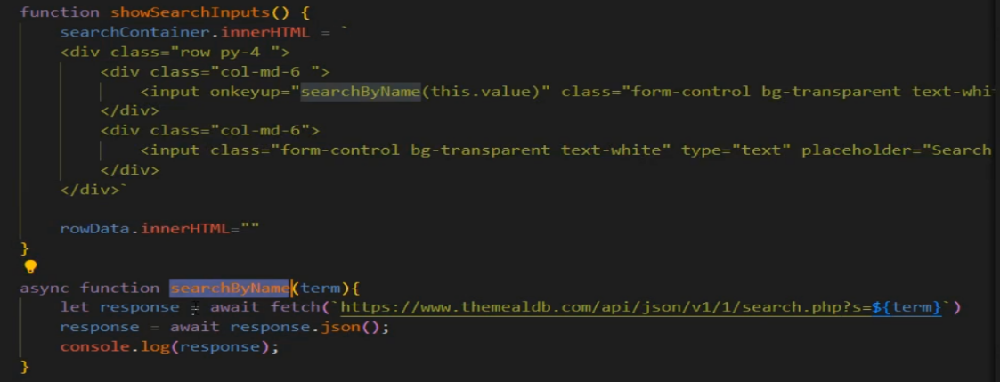 function showSearchInputs() {
searchContainer.innerHTML = `
<div class="row py-4 ">
<div class="col-md-6 ">
<input onkeyup="searchByName(this.value)" class="form-control bg-transparent text-whi
</div>
<div class="col-md-6">
<input class="form-control bg-transparent text-white" type="text" placeholder="Search
</div>
</div>`
rowData.innerHTML=""
}
async function searchByName(term){
let response = await fetch(`https://www.themealdb.com/api/json/v1/1/search.php?s=${term}`)
response = await response.json();
console.log(response);
}